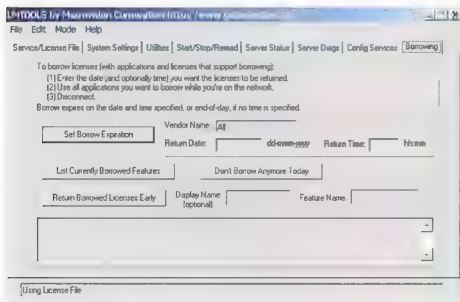 LMTOOLS by
File Edit Mode Help
Service/License File System Settings Utilities Start/Stop/Reread Server Status Server Diags Config Services Borrowing
To borrow licenses (with applications and licenses that support borrowing):
(1) Enter the date (and optionally time) you want the licenses to be returned.
(2) Use all applications you want to borrow while you're on the network.
(3) Disconnect.
Borrow expires on the date and time specified, or end-of-day, if no time is specified.
Set Borrow Expiration
Vendor Name: All
Return Date: dd-mmm-yyyy Return Time: hh:mm
List Currently Borrowed Features
Don't Borrow Anymore Today
Return Borrowed Licenses Early
Display Name
(optional)
Feature Name
Using License File